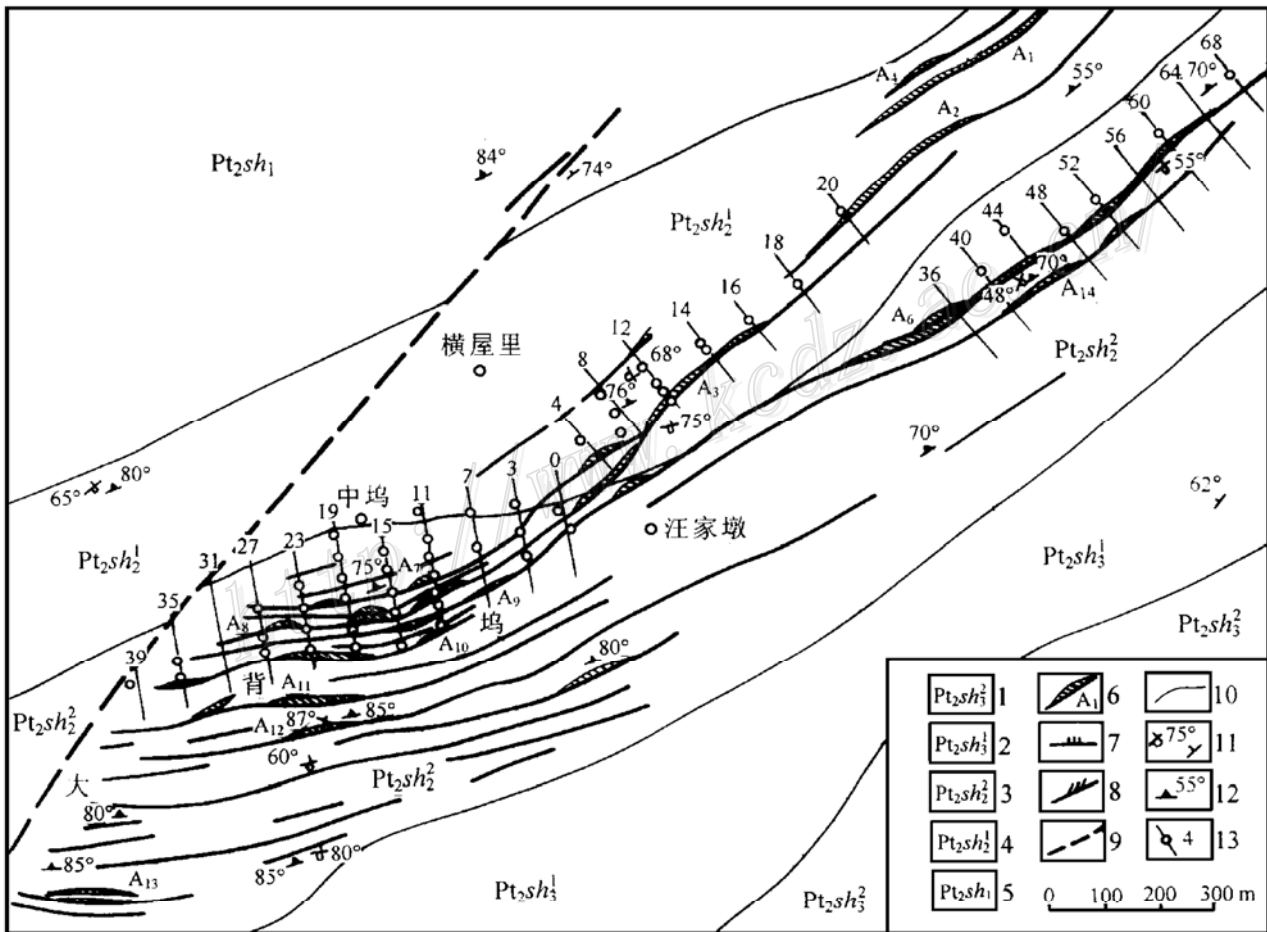 68
64
70°
60
55°
A₁
A₄
A₂
56
55°
52
Pt₂sh₁
84°
74°
20
Pt₂sh₂¹
48
44
40
18
70°
48°
36
A₁₄
A₆
16
14
12
横屋里
68°
8
76°
A₃
75°
4
Pt₂sh₂²
70°
0
3
7
11
中坞
19
15
65°
80°
62°
汪家墩
23
27
31
75°
A₇
Pt₂sh₂¹
Pt₂sh₃¹
A₉
35
A₈
坞
A₁₀
Pt₂sh₃²
39
80°
背
A₁₁
Pt₂sh₂²
A₁₂
87°
85°
60°
大
Pt₂sh₂²
80°
85°
80°
85°
A₁₃
Pt₂sh₃¹
Pt₂sh₃²
Pt₂sh₃² 1
A₁ 6
10
Pt₂sh₃¹ 2
7
75° 11
Pt₂sh₂² 3
8
55° 12
Pt₂sh₂¹ 4
9
4 13
Pt₂sh₁ 5
0 100 200 300 m
http://www.kcdz.ac.cn/